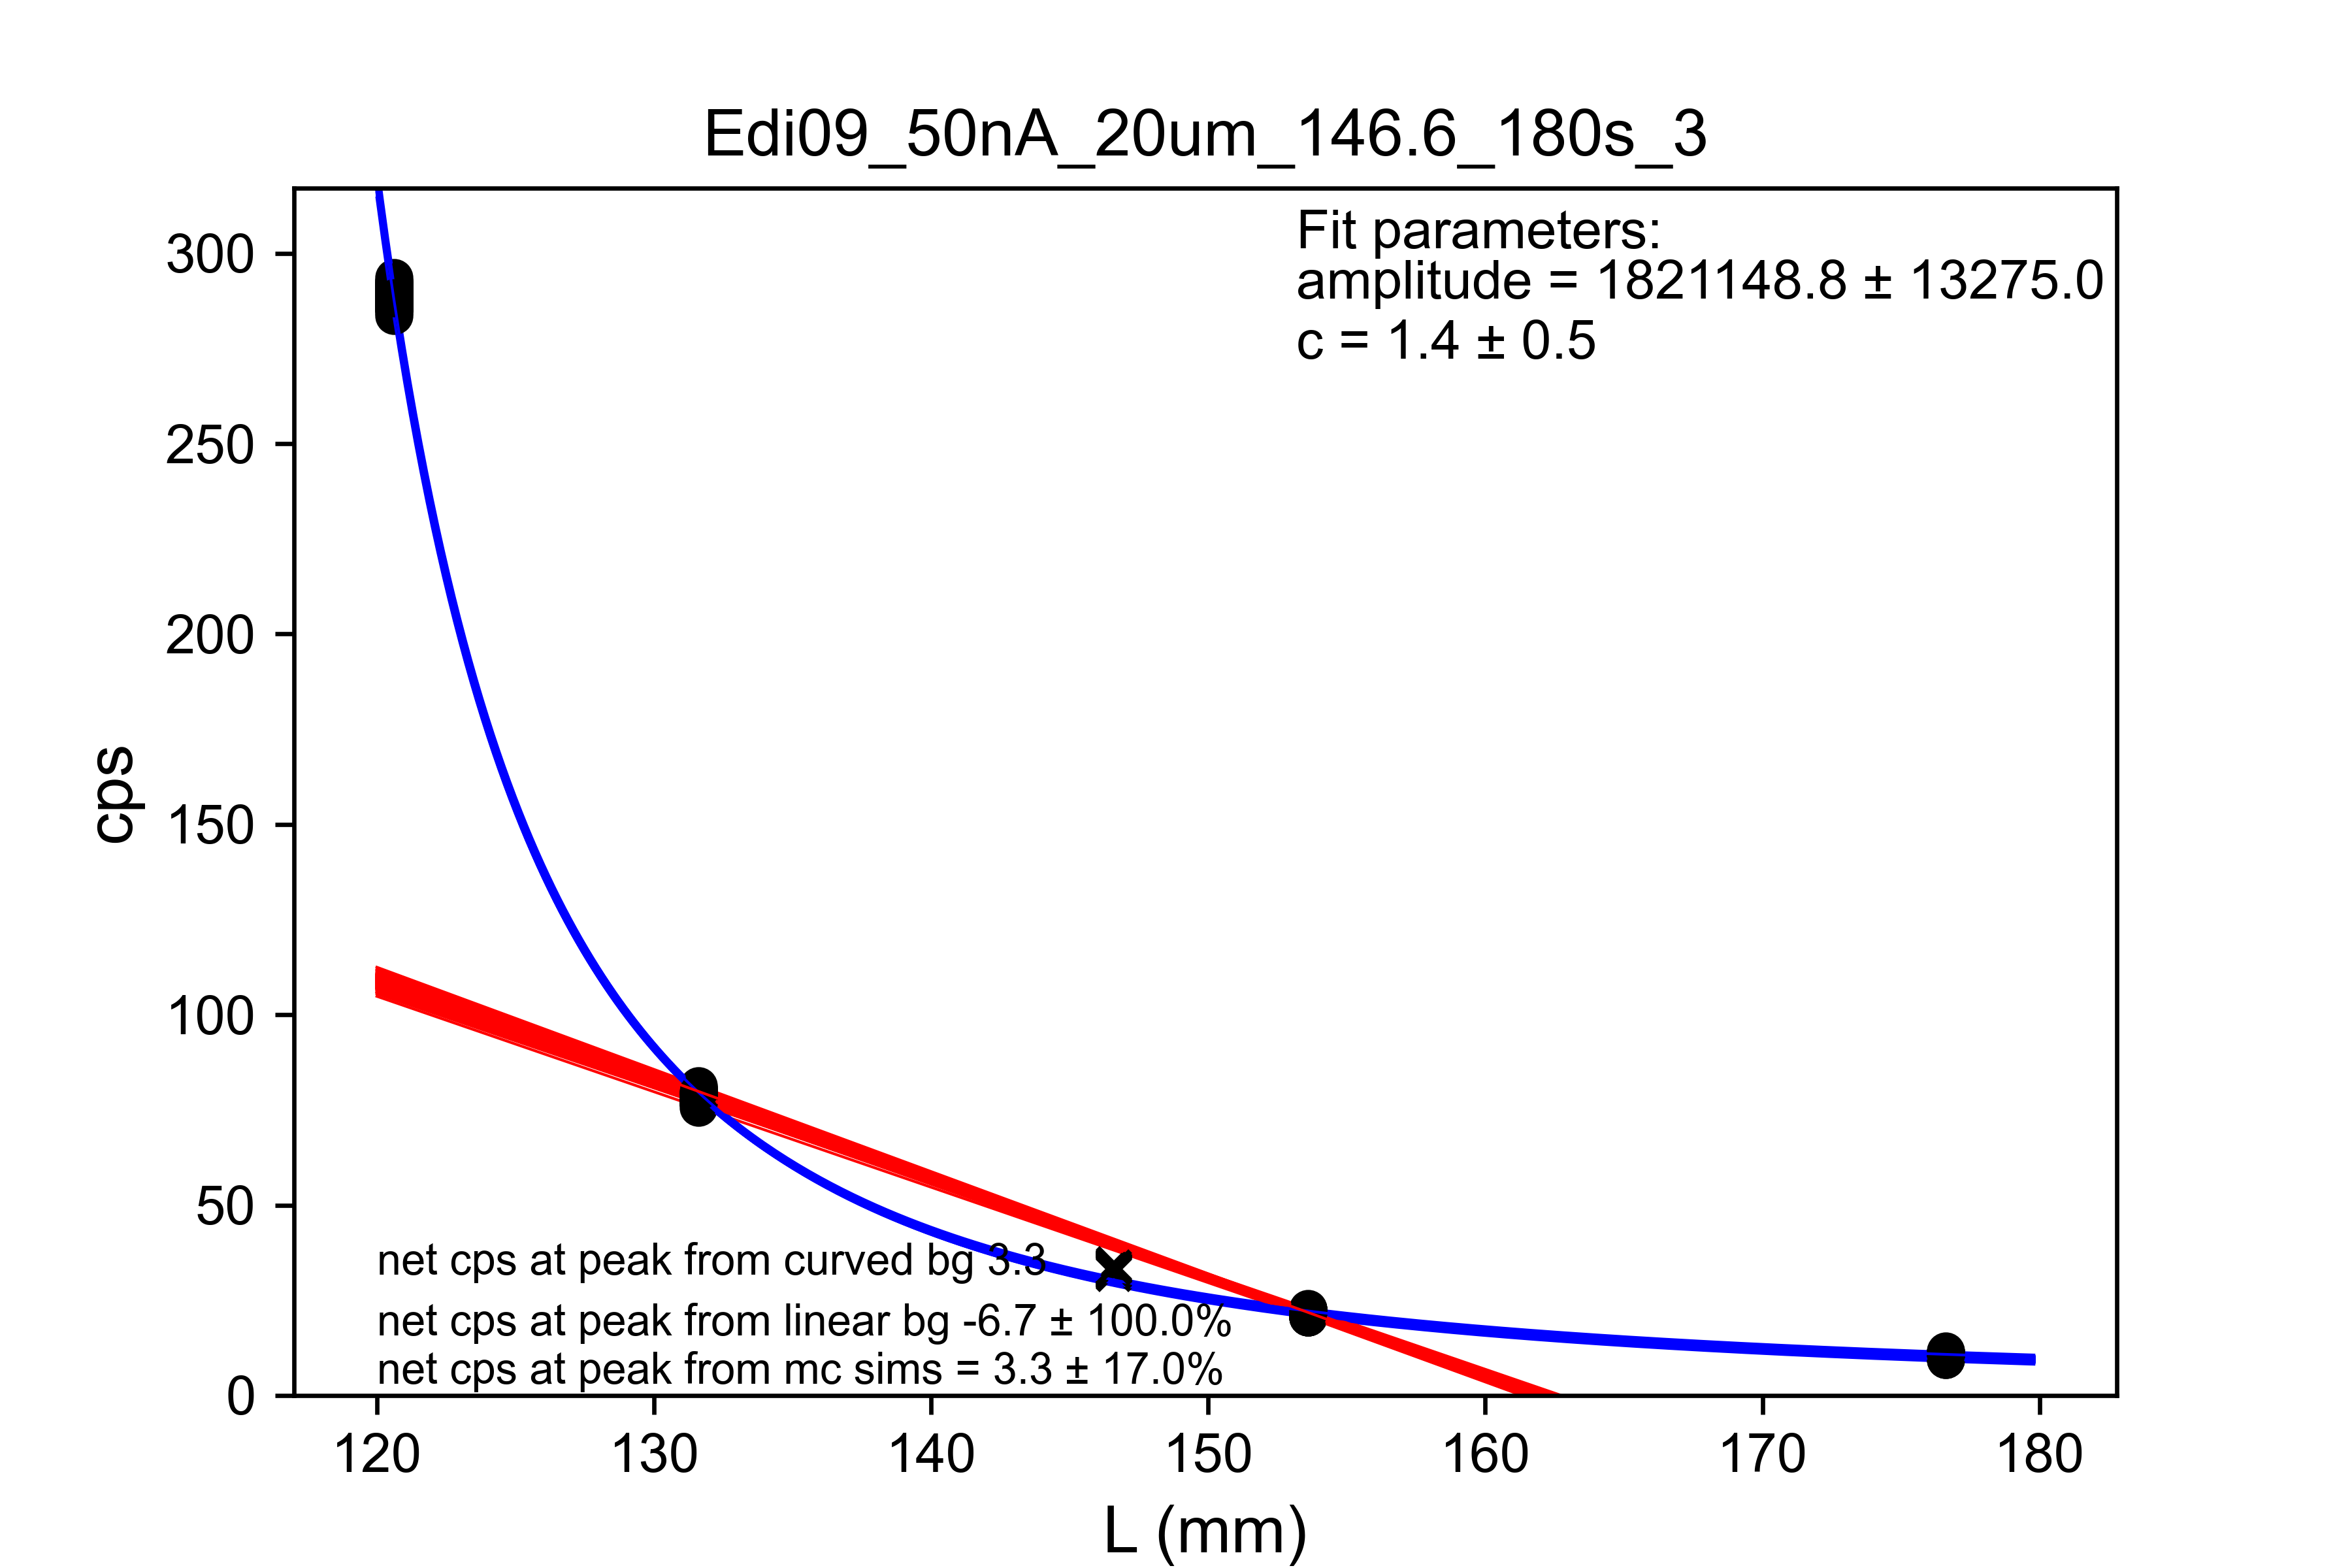 Edi09_50nA_20um_146.6_180s_3
Fit parameters:
amplitude = 1821148.8 ± 13275.0
c = 1.4 ± 0.5
300
250
200
150
100
50
0
cps
net cps at peak from curved bg 3.3
net cps at peak from linear bg -6.7 ± 100.0%
net cps at peak from mc sims = 3.3 ± 17.0%
120 130 140 150 160 170 180
L (mm)